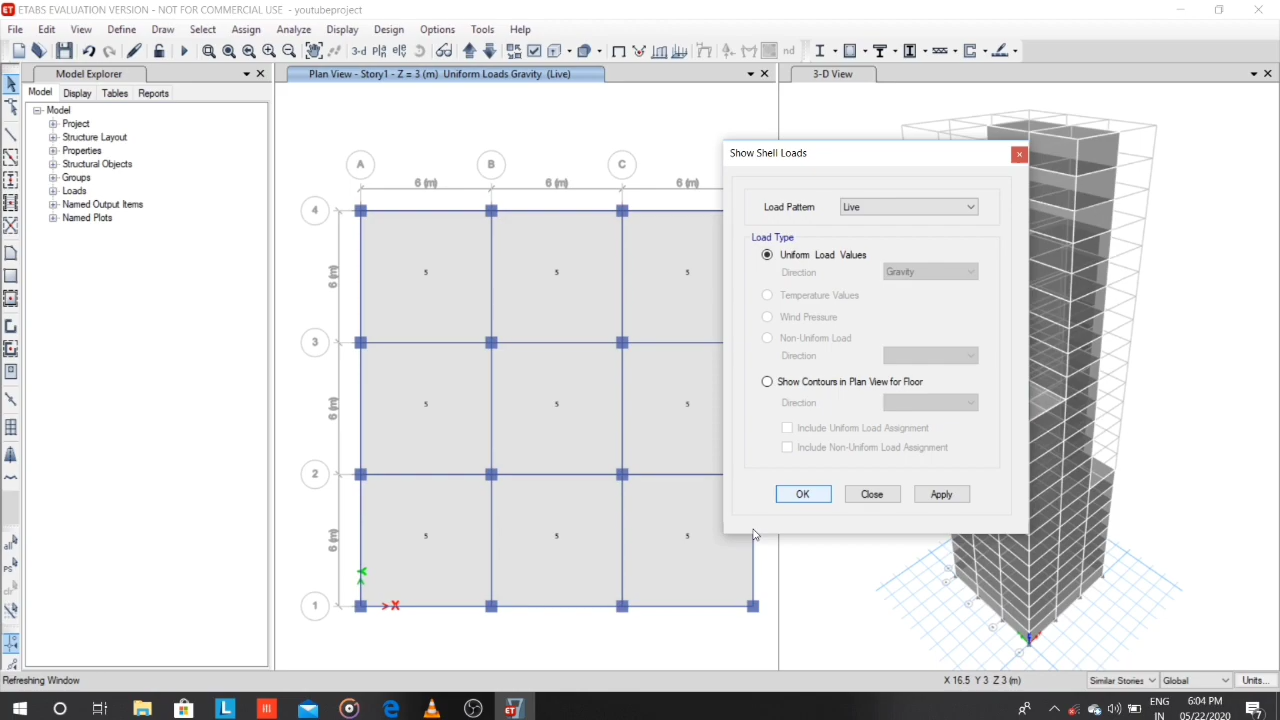 ETABS EVALUATION VERSION - NOT FOR COMMERCIAL USE - youtubeproject
File Edit View Define Draw Select Assign Analyze Display Design Options Tools Help
3-d
nd
Model Explorer
Plan View - Story1 - Z = 3 (m) Uniform Loads Gravity (Live)
3-D View
Model Display Tables Reports
Model
Project
Structure Layout
Properties
Structural Objects
Groups
Loads
Named Output Items
Named Plots
all
PS
clr
A B C
6 (m) 6 (m) 6 (m)
4
6 (m)
5 5 5
3
6 (m)
5 5 5
2
6 (m)
5 5 5
1
X
Show Shell Loads
Load Pattern Live
Load Type
Uniform Load Values
Direction Gravity
Temperature Values
Wind Pressure
Non-Uniform Load
Direction
Show Contours in Plan View for Floor
Direction
Include Uniform Load Assignment
Include Non-Uniform Load Assignment
OK Close Apply
Refreshing Window
X 16.5 Y 3 Z 3 (m)
Similar Stories
Global
Units...
ENG
IN
6:04 PM
05/22/2020